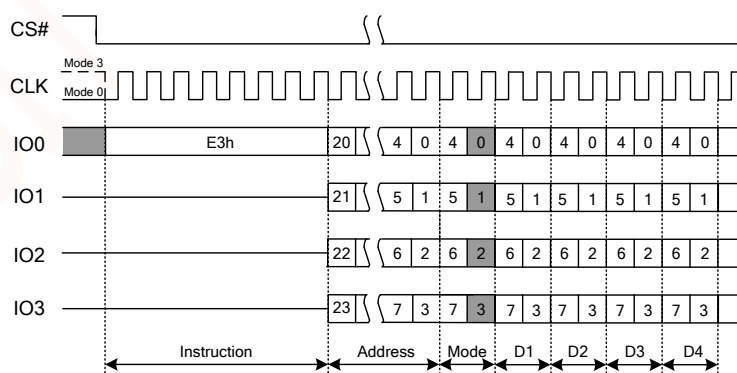 CS#
Mode 3
CLK
Mode 0
IO0 E3h 20 4 0 4 0 4 0 4 0 4 0 4 0
IO1 21 5 1 5 1 5 1 5 1 5 1 5 1
IO2 22 6 2 6 2 6 2 6 2 6 2 6 2
IO3 23 7 3 7 3 7 3 7 3 7 3 7 3
Instruction Address Mode D1 D2 D3 D4